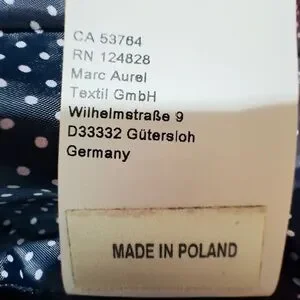 CA 53764
RN 124828
Marc Aurel
Textil GmbH
Wilhelmstraße 9
D33332 Gütersloh
Germany
MADE IN POLAND